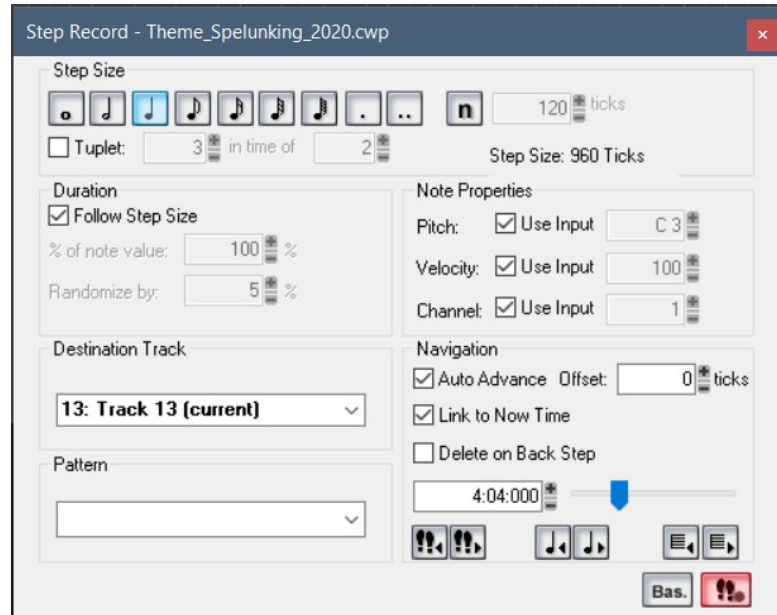 Step Record - Theme_Spelunking_2020.cwp
Step Size
. .. n 120 ticks
Tuplet: 3 in time of 2 Step Size: 960 Ticks
Duration
Follow Step Size
% of note value: 100 %
Randomize by: 5 %
Note Properties
Pitch: Use Input C 3
Velocity: Use Input 100
Channel: Use Input 1
Destination Track
13: Track 13 (current)
Pattern
Navigation
Auto Advance Offset: 0 ticks
Link to Now Time
Delete on Back Step
4:04:000
Bas.